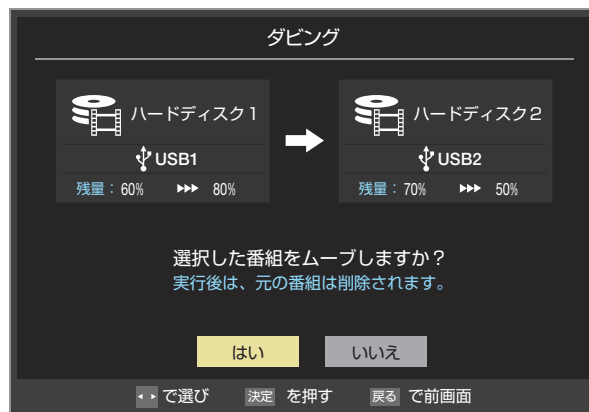 ダビング
ハードディスク1
USB1
残量：60% ▶▶▶ 80%
ハードディスク2
USB2
残量：70% ▶▶▶ 50%
選択した番組をムーブしますか？
実行後は、元の番組は削除されます。
はい いいえ
で選び 決定 を押す 戻る で前画面